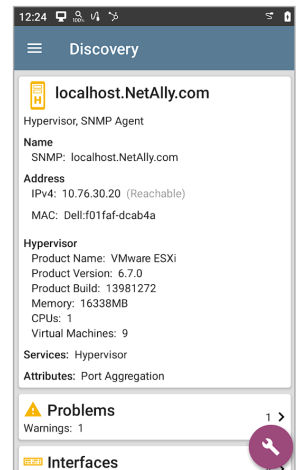 12:24
100%
Discovery
H
localhost.NetAlly.com
Hypervisor, SNMP Agent
Name
SNMP: localhost.NetAlly.com
Address
IPv4: 10.76.30.20 (Reachable)
MAC: Dell:f01faf-dcab4a
Hypervisor
Product Name: VMware ESXi
Product Version: 6.7.0
Product Build: 13981272
Memory: 16338MB
CPUs: 1
Virtual Machines: 9
Services: Hypervisor
Attributes: Port Aggregation
Problems
1
Warnings: 1
Interfaces